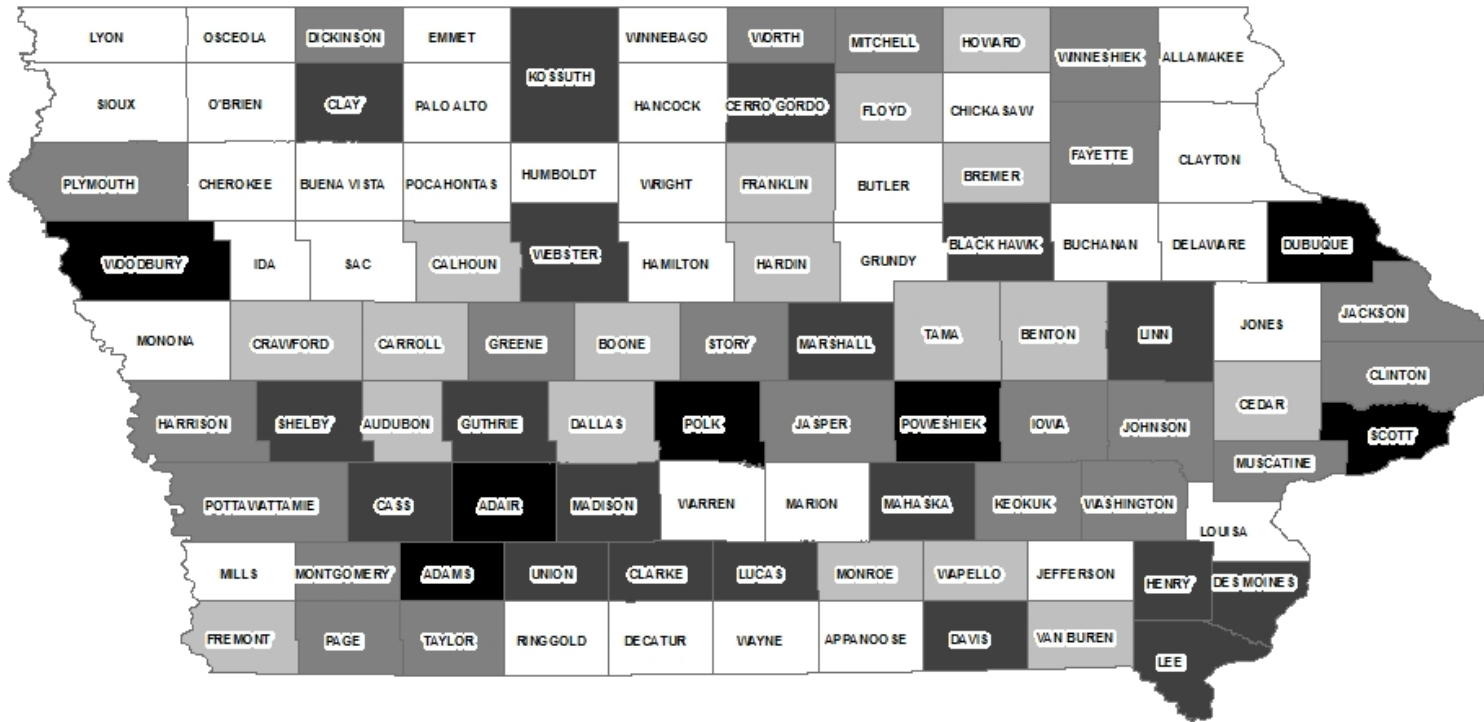 LYON
OSCEOLA
DICKINSON
EMMET
KOSSUTH
WINNEBAGO
WORTH
MITCHELL
HOWARD
WINNESHIEK
ALLAMAKEE
SIOUX
O'BRIEN
CLAY
PALO ALTO
HANCOCK
CERRO GORDO
FLOYD
CHICKASAW
FAYETTE
CLAYTON
PLYMOUTH
CHEROKEE
BUENA VISTA
POCAHONTAS
HUMBOLDT
WRIGHT
FRANKLIN
BUTLER
BREMER
WOODBURY
IDA
SAC
CALHOUN
WEBSTER
HAMILTON
HARDIN
GRUNDY
BLACK HAWK
BUCHANAN
DELAWARE
DUBUQUE
MONONA
CRAWFORD
CARROLL
GREENE
BOONE
STORY
MARSHALL
TAMA
BENTON
LINN
JONES
JACKSON
CLINTON
HARRISON
SHELBY
AUDUBON
GUTHRIE
DALLAS
POLK
JASPER
POWESHIEK
IOWA
JOHNSON
CEDAR
SCOTT
MUSCATINE
POTTAWATTAMIE
CASS
ADAIR
MADISON
WARREN
MARION
MAHASKA
KEOKUK
WASHINGTON
LOUISA
MILLS
MONTGOMERY
ADAMS
UNION
CLARKE
LUCAS
MONROE
WAPELLO
JEFFERSON
HENRY
DES MOINES
FREMONT
PAGE
TAYLOR
RINGGOLD
DECATUR
WAYNE
APPANOOSE
DAVIS
VAN BUREN
LEE